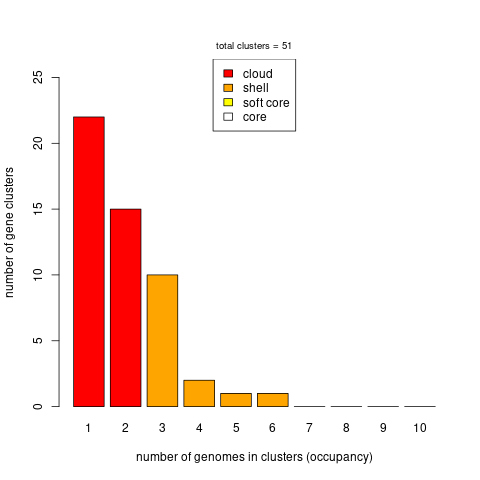 total clusters = 51
cloud
shell
soft core
core
number of gene clusters
25
20
15
10
5
0
1 2 3 4 5 6 7 8 9 10
number of genomes in clusters (occupancy)